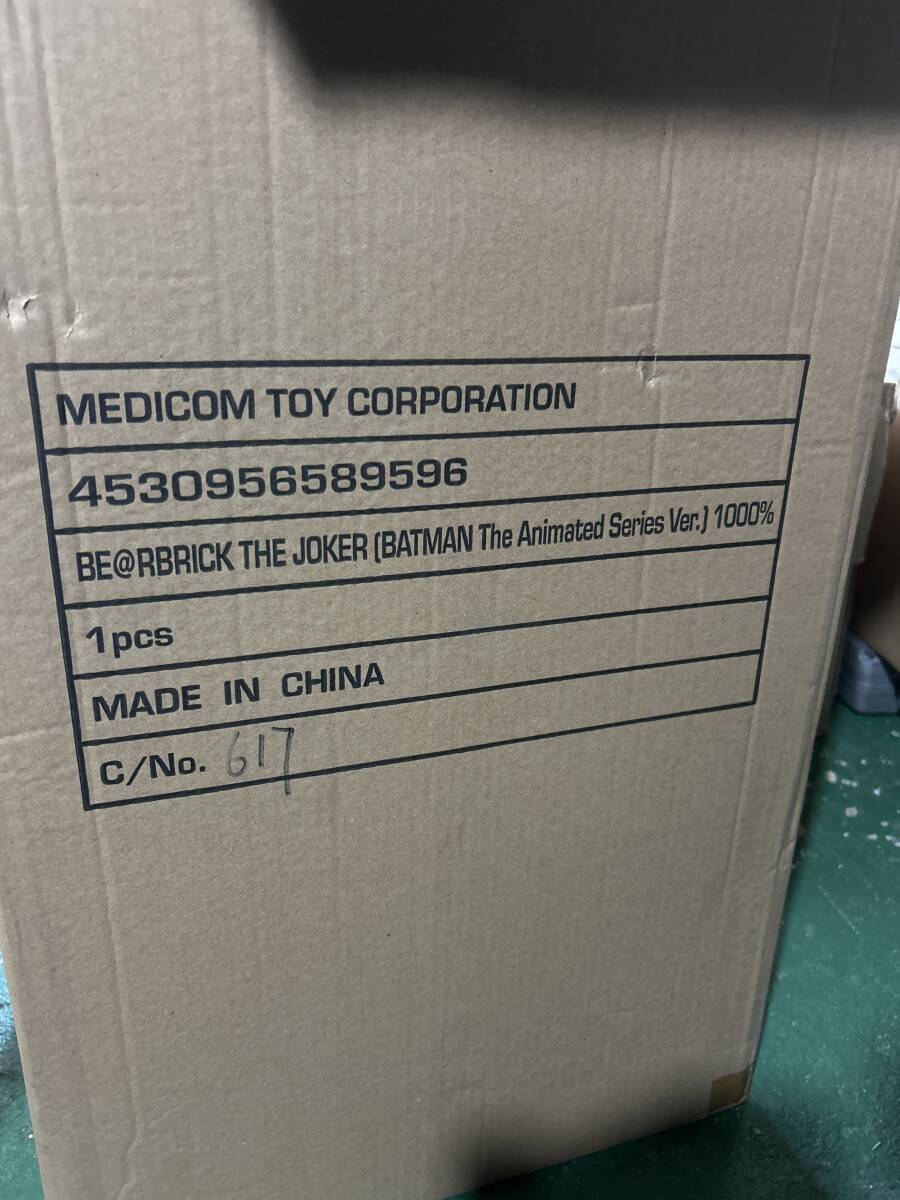 MEDICOM TOY CORPORATION
4530956589596
BE@RBRICK THE JOKER (BATMAN The Animated Series Ver.) 1000%
1pcs
MADE IN CHINA
C/No. 617